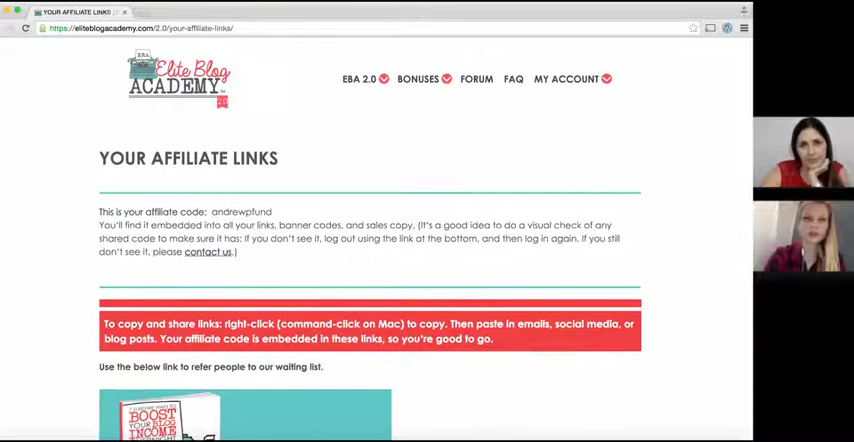 YOUR AFFILIATE LINKS
https://eliteblogacademy.com/2.0/your-affiliate-links/
EBA
Elite Blog
ACADEMY
2.0
EBA 2.0
BONUSES
FORUM
FAQ
MY ACCOUNT
YOUR AFFILIATE LINKS
This is your affiliate code: andrewpfund
You'll find it embedded into all your links, banner codes, and sales copy. (It's a good idea to do a visual check of any
shared code to make sure it has: If you don't see it, log out using the link at the bottom, and then log in again. If you still
don't see it, please contact us.)
To copy and share links: right-click (command-click on Mac) to copy. Then paste in emails, social media, or
blog posts. Your affiliate code is embedded in these links, so you're good to go.
Use the below link to refer people to our waiting list.
BOOST
YOUR BLOG
INCOME